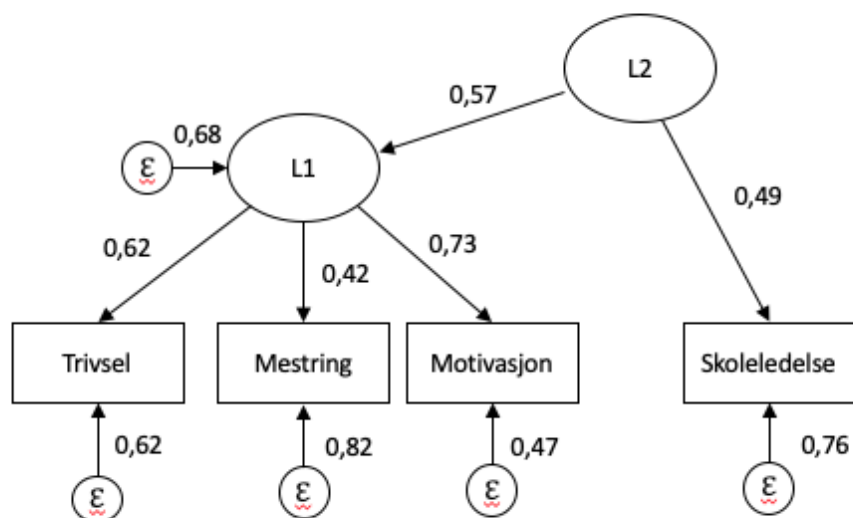 L2
0,57
0,68
ε
L1
0,49
0,62
0,42
0,73
Trivsel
Mestring
Motivasjon
Skoleledelse
0,62
0,82
0,47
0,76
ε
ε
ε
ε